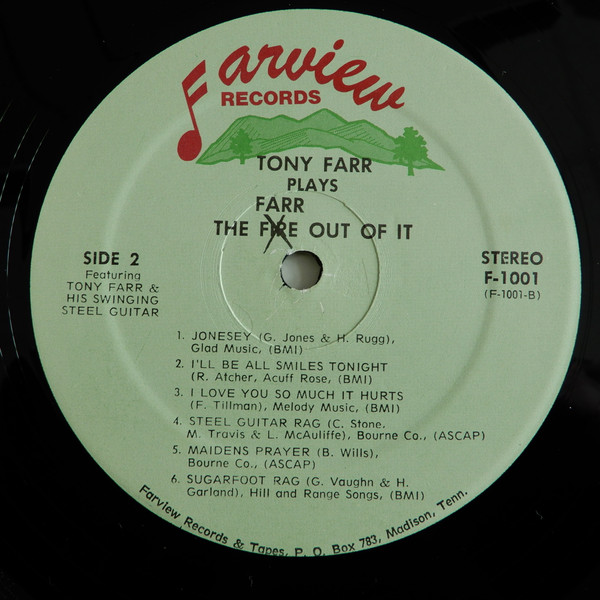 Farview
RECORDS
TONY FARR
PLAYS
FARR
THE FIRE OUT OF IT
SIDE 2
Featuring
TONY FARR &
HIS SWINGING
STEEL GUITAR
STEREO
F-1001
(F-1001-B)
1. JONESEY (G. Jones & H. Rugg),
Glad Music, (BMI)
2. I'LL BE ALL SMILES TONIGHT
(R. Atcher, Acuff Rose, (BMI)
3. I LOVE YOU SO MUCH IT HURTS
(F. Tillman), Melody Music, (BMI)
4. STEEL GUITAR RAG (C. Stone.
M. Travis & L. McAuliffe), Bourne Co., (ASCAP)
5. MAIDENS PRAYER (B. Wills),
Bourne Co., (ASCAP)
6. SUGARFOOT RAG (G. Vaughn & H.
Garland), Hill and Range Songs, (BMI)
Farview Records & Tapes, P. O. Box 783, Madison, Tenn.